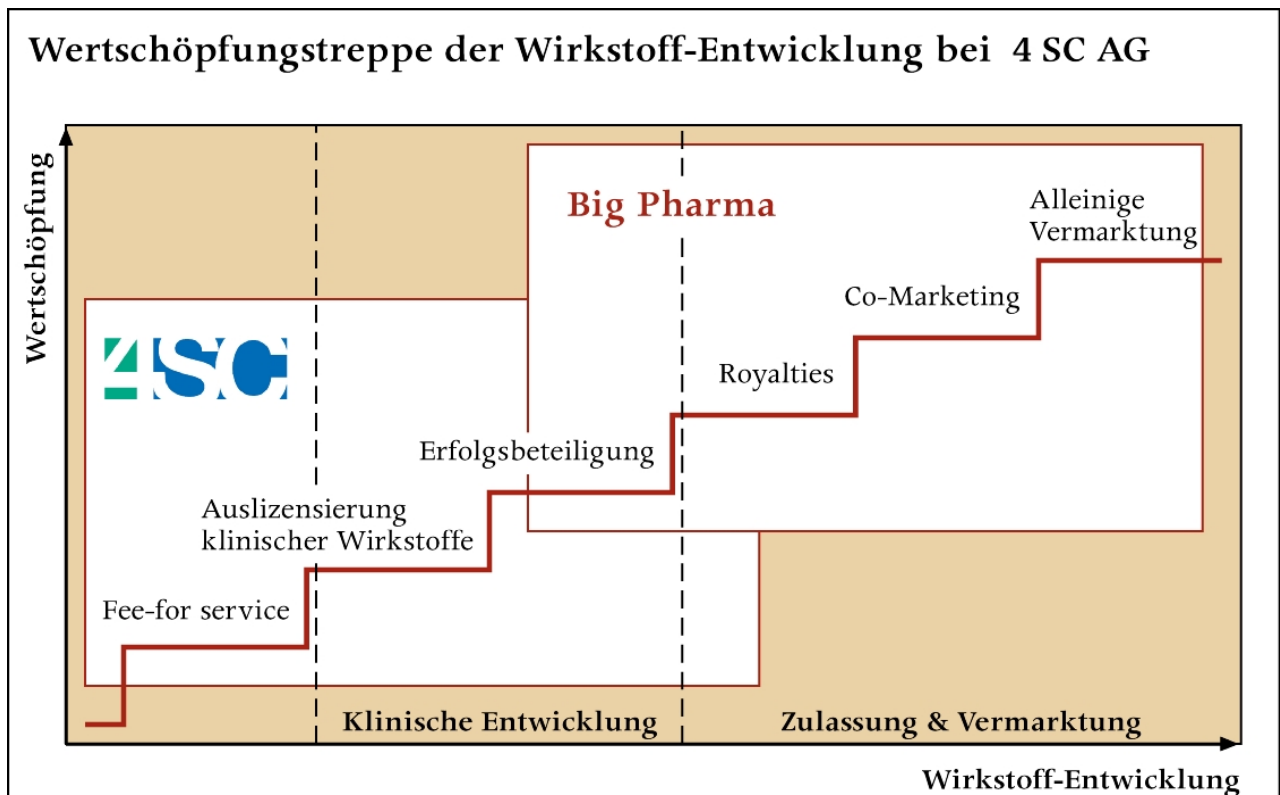 Wertschöpfungstreppe der Wirkstoff-Entwicklung bei 4 SC AG
Wertschöpfung
Big Pharma
Alleinige
Vermarktung
Co-Marketing
4SC
Royalties
Erfolgsbeteiligung
Auslizensierung
klinischer Wirkstoffe
Fee-for service
Klinische Entwicklung
Zulassung & Vermarktung
Wirkstoff-Entwicklung